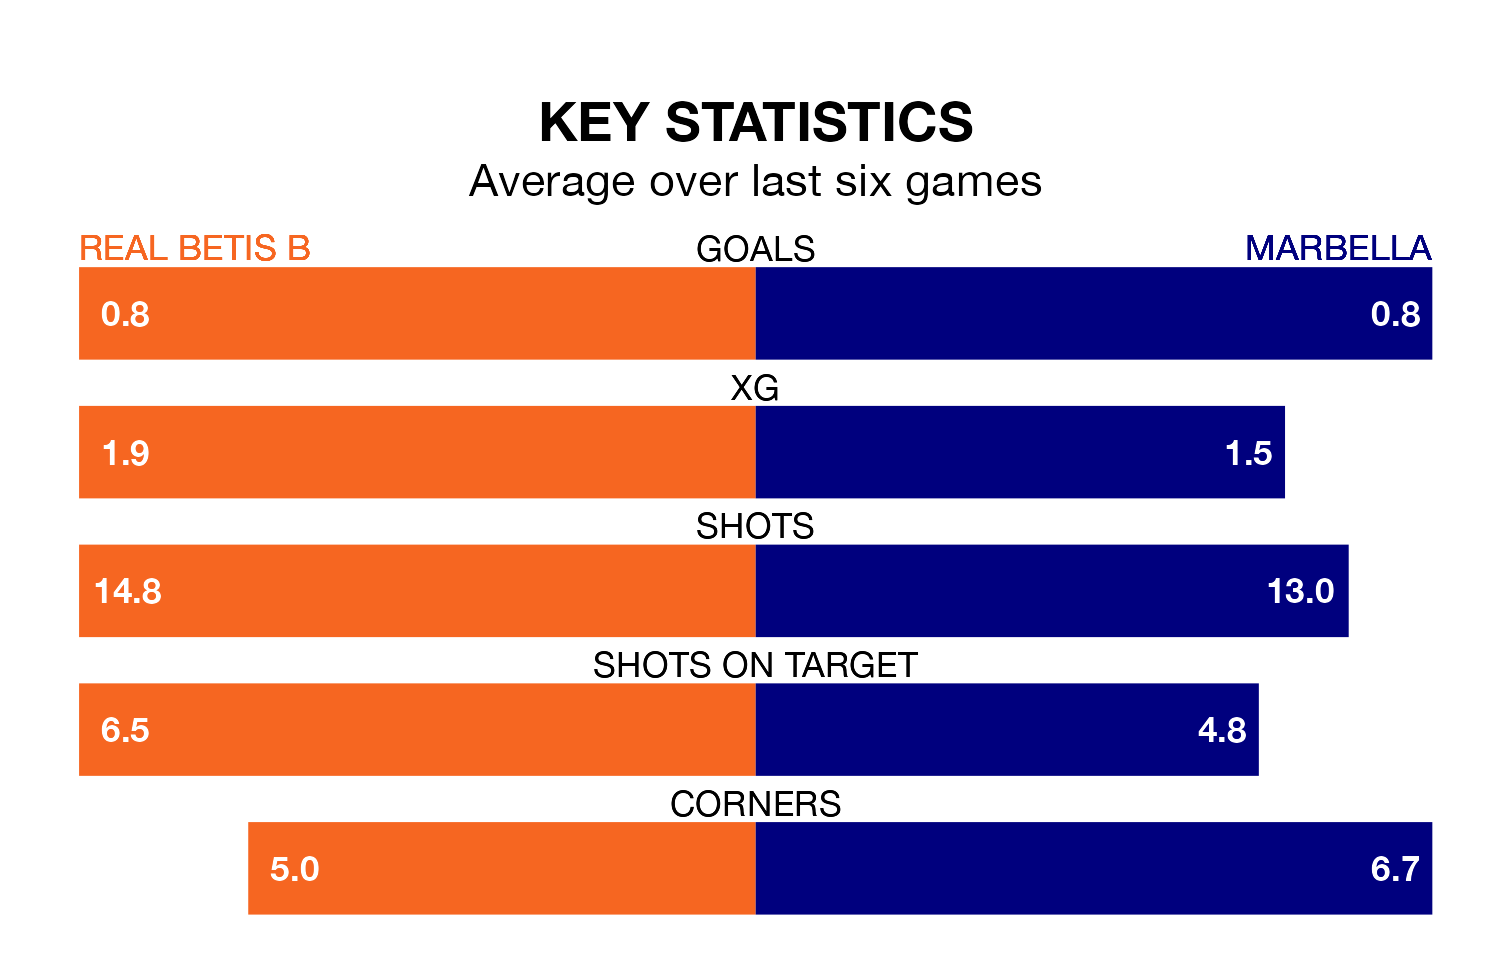 KEY STATISTICS
Average over last six games
REAL BETIS B GOALS MARBELLA
0.8 0.8
XG
1.9 1.5
SHOTS
14.8 13.0
SHOTS ON TARGET
6.5 4.8
CORNERS
5.0 6.7